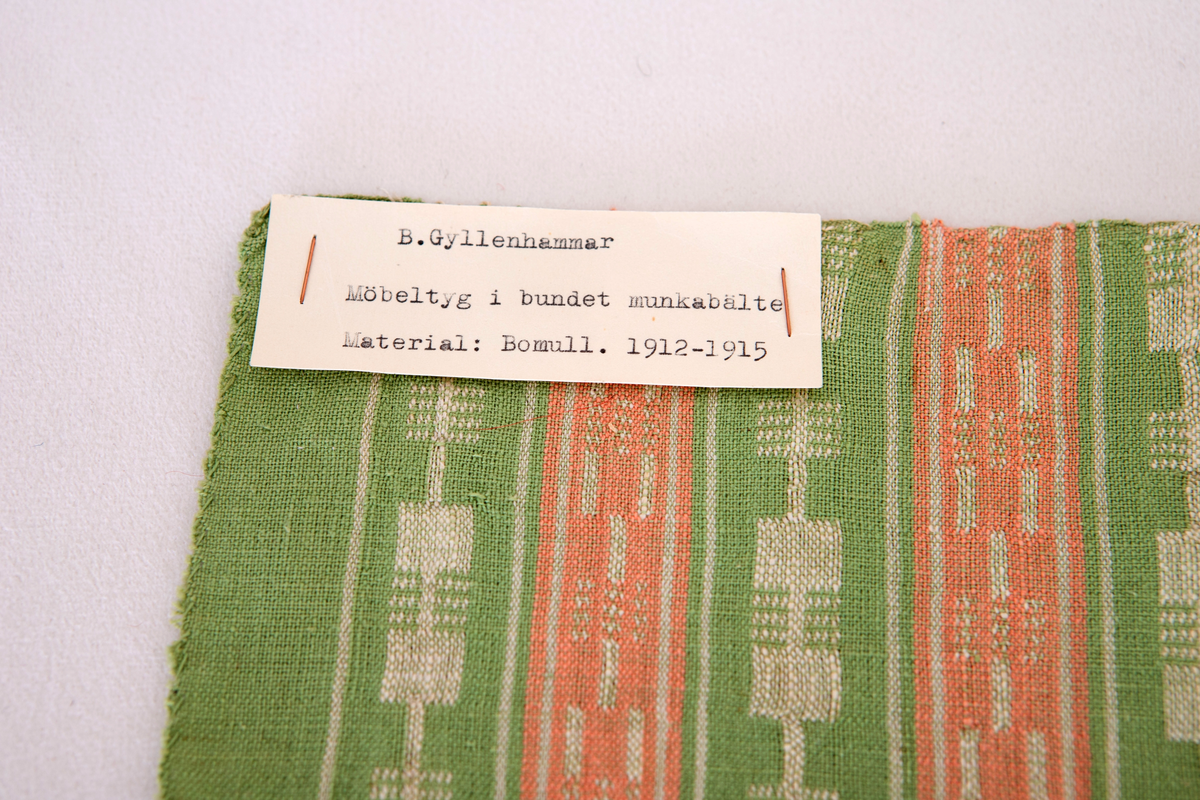 B.Gyllenhammar
Möbeltyg i bundet munkabälte
Material: Bomull. 1912-1915